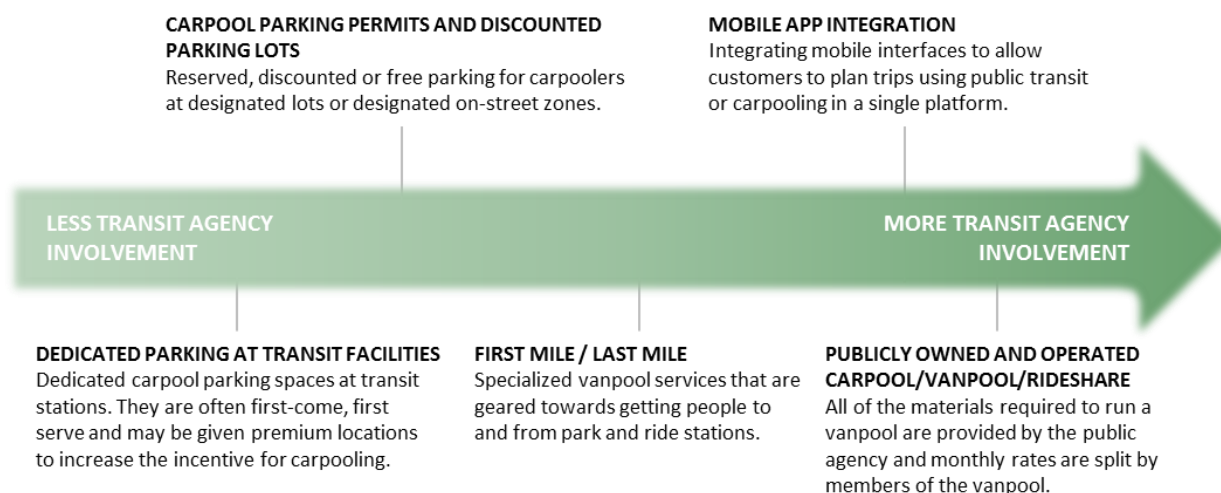 CARPOOL PARKING PERMITS AND DISCOUNTED
PARKING LOTS
Reserved, discounted or free parking for carpoolers
at designated lots or designated on-street zones.
MOBILE APP INTEGRATION
Integrating mobile interfaces to allow
customers to plan trips using public transit
or carpooling in a single platform.
LESS TRANSIT AGENCY
INVOLVEMENT
MORE TRANSIT AGENCY
INVOLVEMENT
DEDICATED PARKING AT TRANSIT FACILITIES
Dedicated carpool parking spaces at transit
stations. They are often first-come, first
serve and may be given premium locations
to increase the incentive for carpooling.
FIRST MILE / LAST MILE
Specialized vanpool services that are
geared towards getting people to
and from park and ride stations.
PUBLICLY OWNED AND OPERATED
CARPOOL/VANPOOL/RIDESHARE
All of the materials required to run a
vanpool are provided by the public
agency and monthly rates are split by
members of the vanpool.